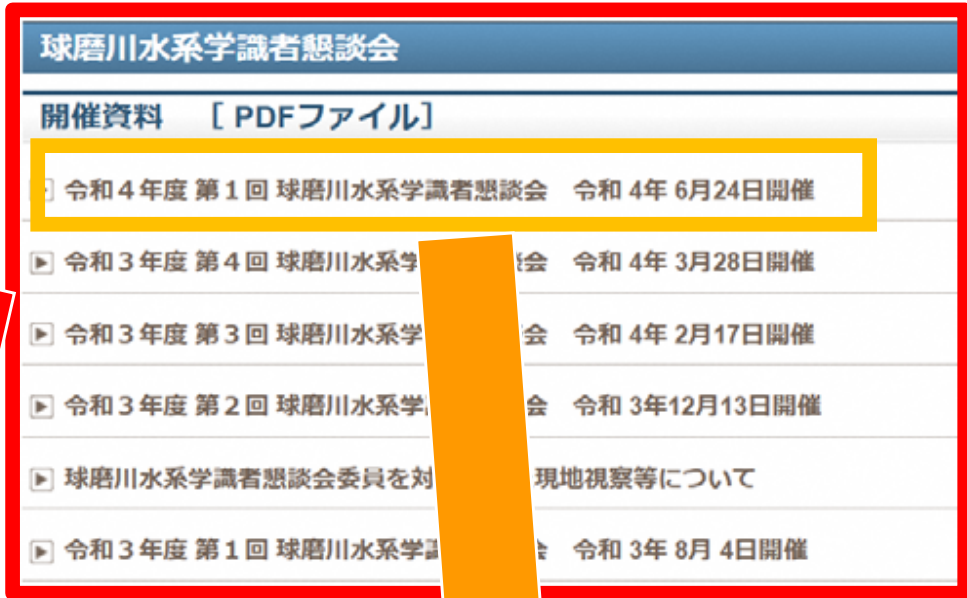 球磨川水系学識者懇談会
開催資料 [ PDFファイル]
令和４年度 第１回 球磨川水系学識者懇談会 令和 4年 6月24日開催
令和３年度 第４回 球磨川水系学 会 令和 4年 3月28日開催
令和３年度 第３回 球磨川水系学 会 令和 4年 2月17日開催
令和３年度 第２回 球磨川水系学 会 令和 3年12月13日開催
球磨川水系学識者懇談会委員を対 現地視察等について
令和３年度 第１回 球磨川水系学 会 令和 3年 8月 4日開催